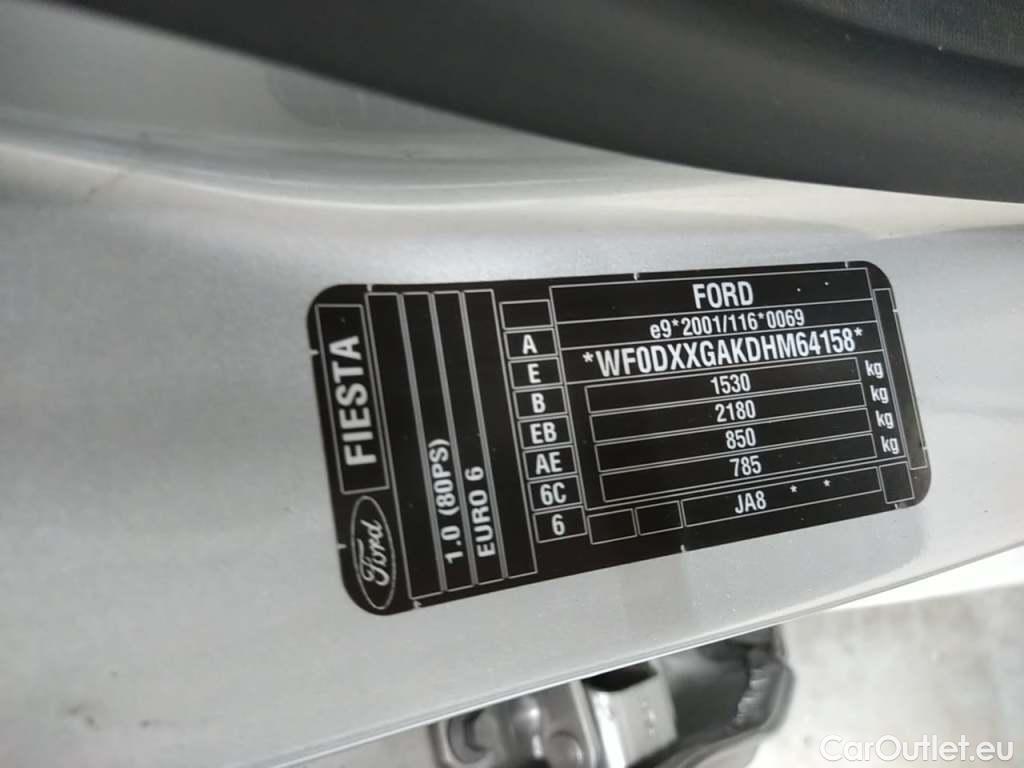 FORD
e9*2001/116*0069
*WF0DXXGAKDHM64158*
1530 kg
2180 kg
850 kg
785 kg
JA8 * *
A
E
B
EB
AE
6C
6
FIESTA
Ford
1.0 (80PS)
EURO 6
CarOutlet.eu